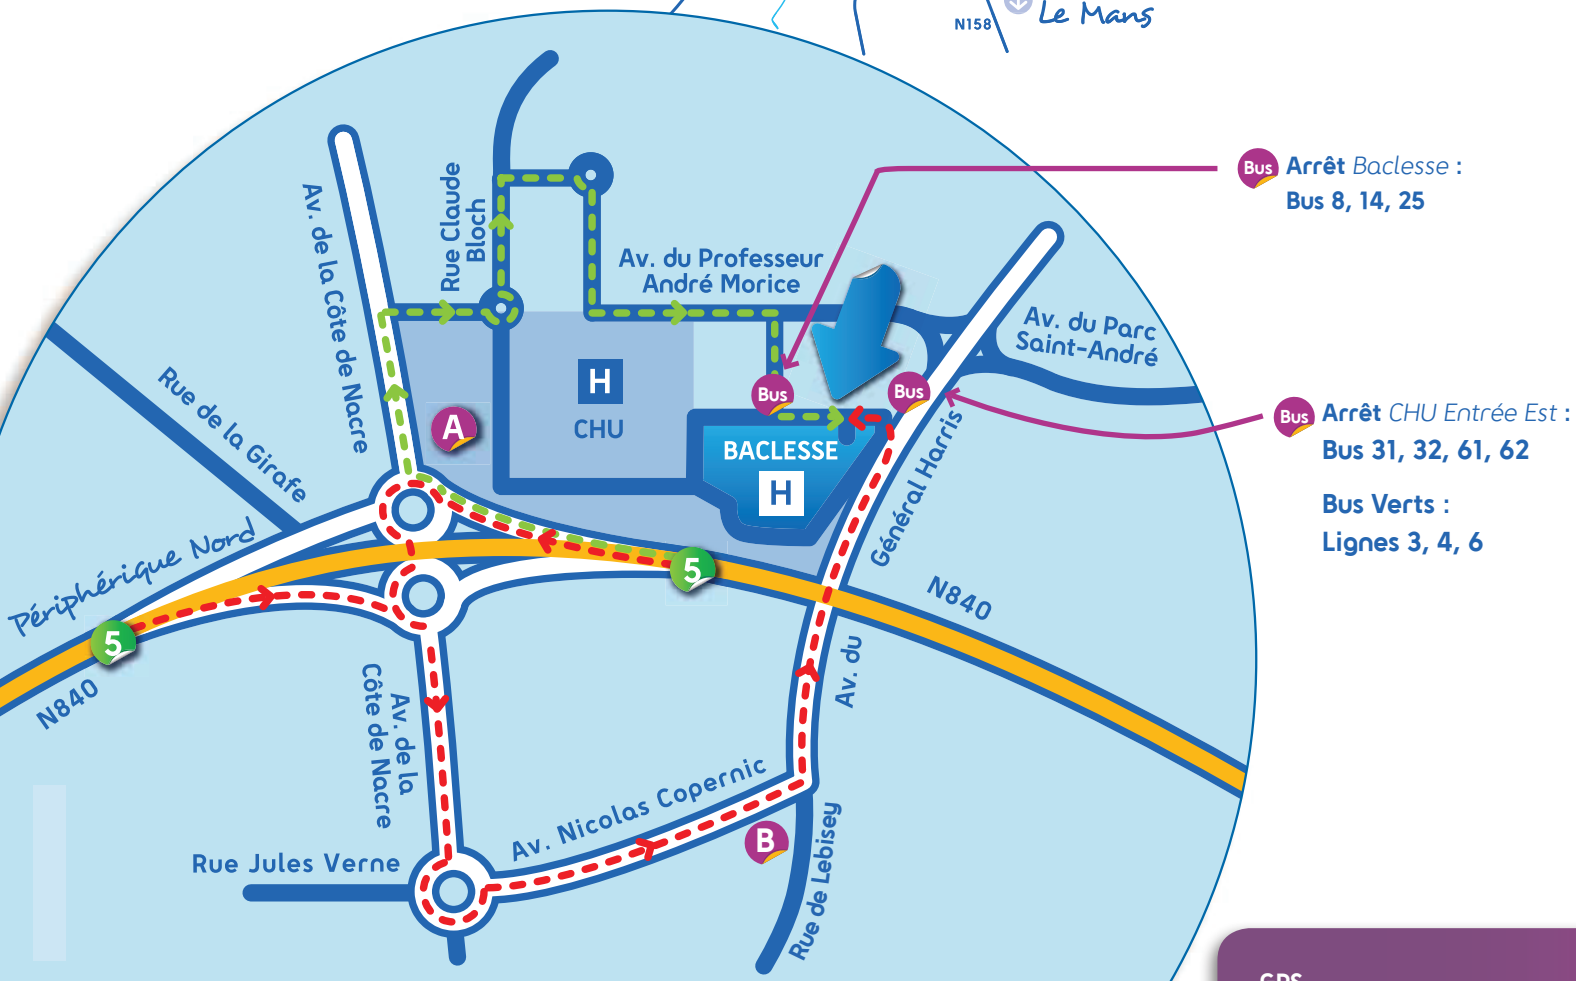 N158
Le Mans
Bus
Arrêt Baclesse :
Bus 8, 14, 25
Rue Claude
Bloch
Av. de la Côte de Nacre
Av. du Professeur
André Morice
Av. du Parc
Saint-André
H
CHU
Bus
Bus
Bus
Arrêt CHU Entrée Est :
Bus 31, 32, 61, 62
Bus Verts :
Lignes 3, 4, 6
A
BACLESSE
H
Rue de la Girafe
Périphérique Nord
Général Harris
N840
5
5
N840
Av. du
Av. de la
Côte de Nacre
Av. Nicolas Copernic
B
Rue Jules Verne
Rue de Lebisey